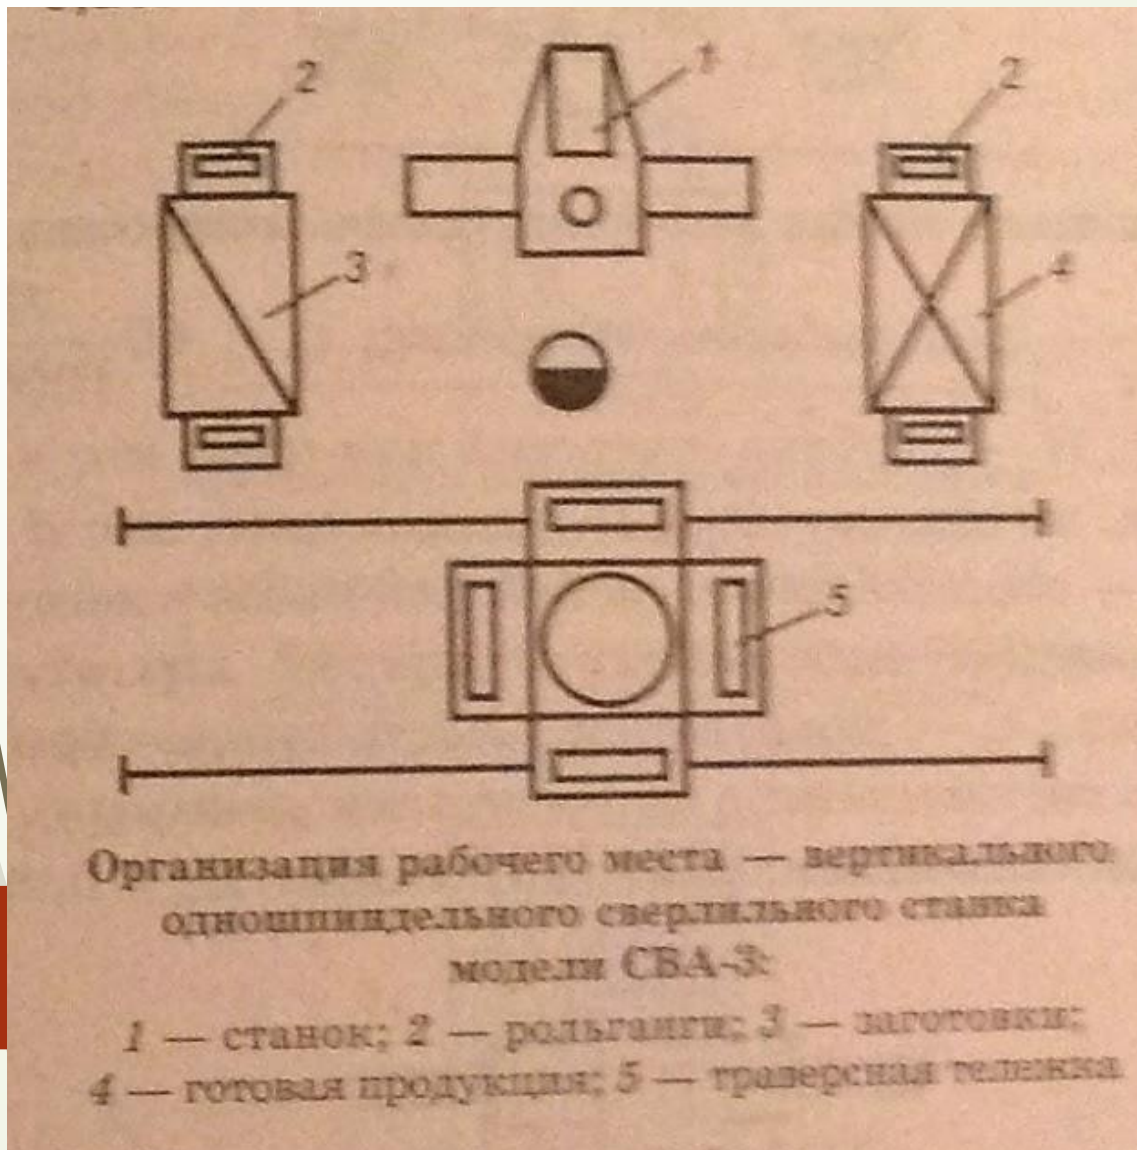 2
1
2
3
4
5
Организация рабочего места — вертикального
одношпиндельного сверлильного станка
модели СВА-3:
1 — станок; 2 — рольганги; 3 — заготовки;
4 — готовая продукция; 5 — траверсная тележка